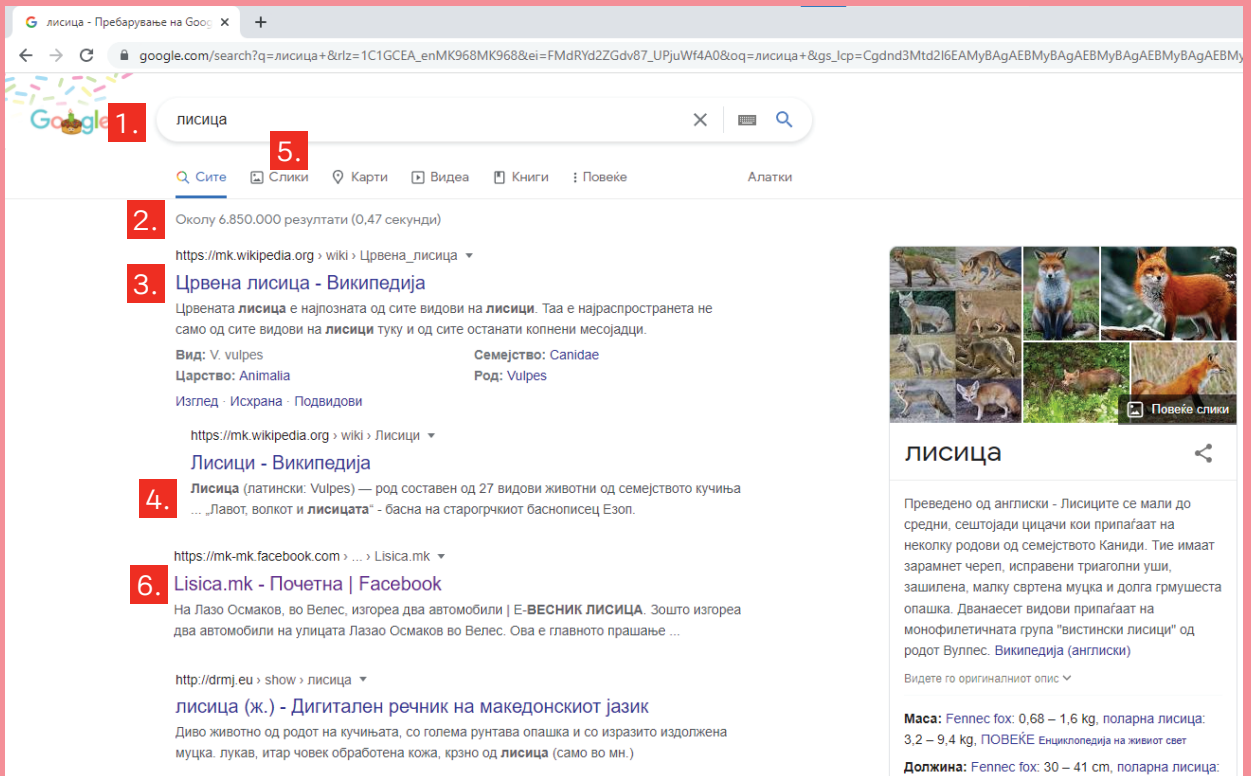 лисица - Пребарување на Goog
google.com/search?q=лисица+&rlz=1C1GCEA_enMK968MK968&ei=FMdRYd2ZGdv87_UPjuWf4A0&oq=лисица+&gs_lcp=Cgdnd3Mtd2l6EAMyBAgAEBMyBAgAEBMyBAgAEBMyBAgAEBMy
Google
1.
лисица
5.
Сите
Слики
Карти
Видеа
Книги
Повеќе
Алатки
2.
Околу 6.850.000 резултати (0,47 секунди)
https://mk.wikipedia.org › wiki › Црвена_лисица
3.
Црвена лисица - Википедија
Црвената лисица е најпозната од сите видови на лисици. Таа е најраспространета не
само од сите видови на лисици туку и од сите останати копнени месојадци.
Вид: V. vulpes
Семејство: Canidae
Царство: Animalia
Род: Vulpes
Изглед · Исхрана · Подвидови
https://mk.wikipedia.org › wiki › Лисици
Лисици - Википедија
4.
Лисица (латински: Vulpes) — род составен од 27 видови животни од семејството кучиња
... „Лавот, волкот и лисицата“ - басна на старогрчкиот баснописец Езоп.
https://mk-mk.facebook.com › ... › Lisica.mk
6.
Lisica.mk - Почетна | Facebook
На Лазо Осмаков, во Велес, изгореа два автомобили | Е-ВЕСНИК ЛИСИЦА. Зошто изгореа
два автомобили на улицата Лазао Осмаков во Велес. Ова е главното прашање ...
http://drmj.eu › show › лисица
лисица (ж.) - Дигитален речник на македонскиот јазик
Диво животно од родот на кучињата, со голема рунтава опашка и со изразито издолжена
муцка. лукав, итар човек обработена кожа, крзно од лисица (само во мн.)
Повеќе слики
лисица
Преведено од англиски - Лисиците се мали до
средни, сештојади цицачи кои припаѓаат на
неколку родови од семејството Каниди. Тие имаат
зарамнет череп, исправени триаголни уши,
зашилена, малку свртена муцка и долга грмушеста
опашка. Дванаесет видови припаѓаат на
монофилетичната група "вистински лисици" од
родот Вулпес. Википедија (англиски)
Видете го оригиналниот опис
Маса: Fennec fox: 0,68 – 1,6 kg, поларна лисица:
3,2 – 9,4 kg, ПОВЕЌЕ Енциклопедија на живиот свет
Должина: Fennec fox: 30 – 41 cm, поларна лисица: